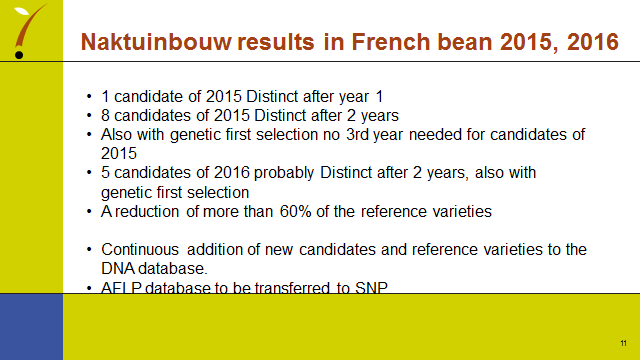 Naktuinbouw results in French bean 2015, 2016
• 1 candidate of 2015 Distinct after year 1
• 8 candidates of 2015 Distinct after 2 years
• Also with genetic first selection no 3rd year needed for candidates of
2015
• 5 candidates of 2016 probably Distinct after 2 years, also with
genetic first selection
• A reduction of more than 60% of the reference varieties
• Continuous addition of new candidates and reference varieties to the
DNA database.
• AFLP database to be transferred to SNP
11